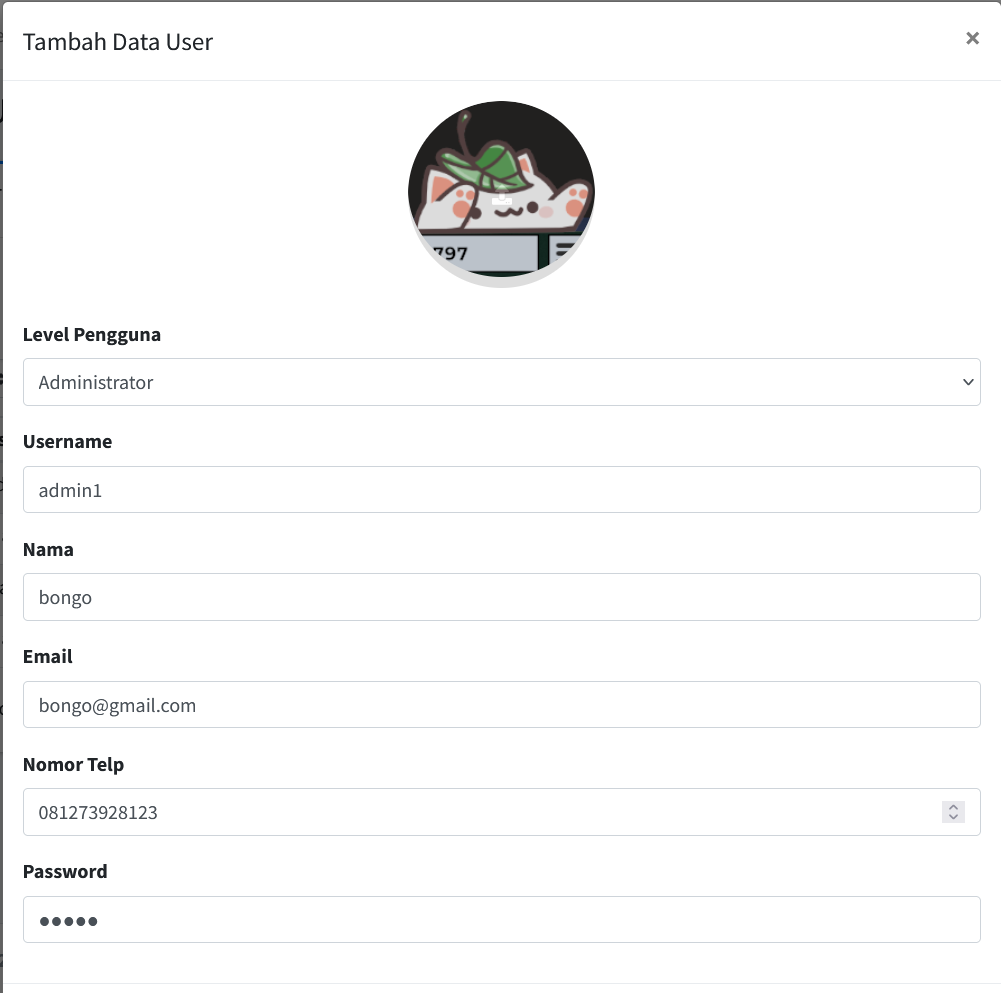 Tambah Data User
×
797
Level Pengguna
Administrator
Username
admin1
Nama
bongo
Email
bongo@gmail.com
Nomor Telp
081273928123
Password
●●●●●